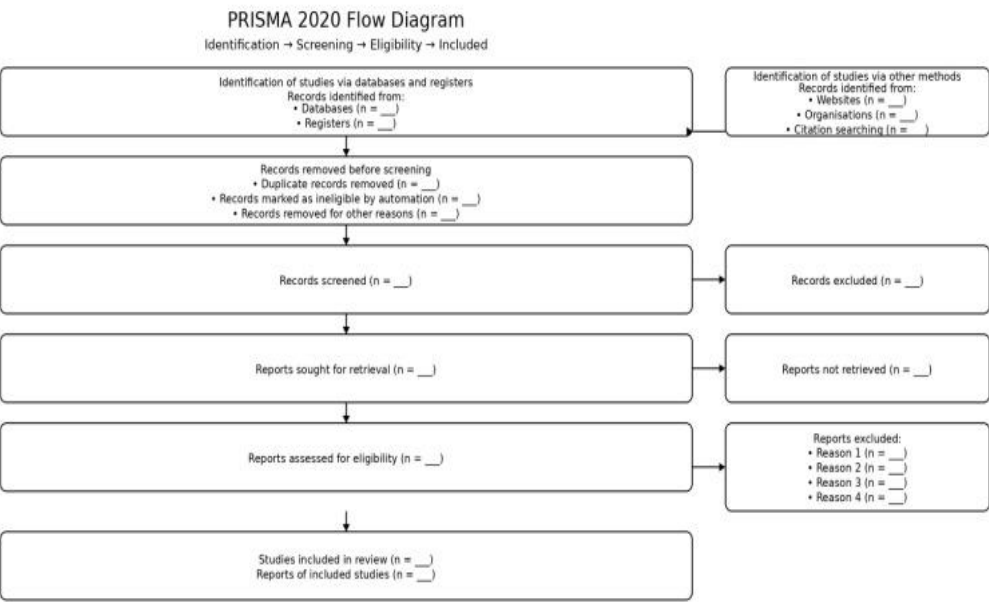 PRISMA 2020 Flow Diagram
Identification → Screening → Eligibility → Included
Identification of studies via databases and registers
Records identified from:
• Databases (n = ___)
• Registers (n = ___)
Identification of studies via other methods
Records identified from:
• Websites (n = ___)
• Organisations (n = ___)
• Citation searching (n = ___)
Records removed before screening
• Duplicate records removed (n = ___)
• Records marked as ineligible by automation (n = ___)
• Records removed for other reasons (n = ___)
Records screened (n = ___)
Records excluded (n = ___)
Reports sought for retrieval (n = ___)
Reports not retrieved (n = ___)
Reports assessed for eligibility (n = ___)
Reports excluded:
• Reason 1 (n = ___)
• Reason 2 (n = ___)
• Reason 3 (n = ___)
• Reason 4 (n = ___)
Studies included in review (n = ___)
Reports of included studies (n = ___)